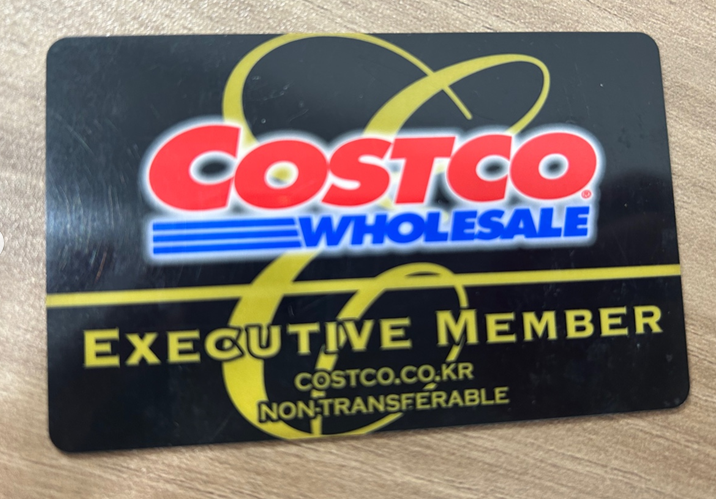 COSTCO®
WHOLESALE
EXECUTIVE MEMBER
COSTCO.CO.KR
NON-TRANSFERABLE